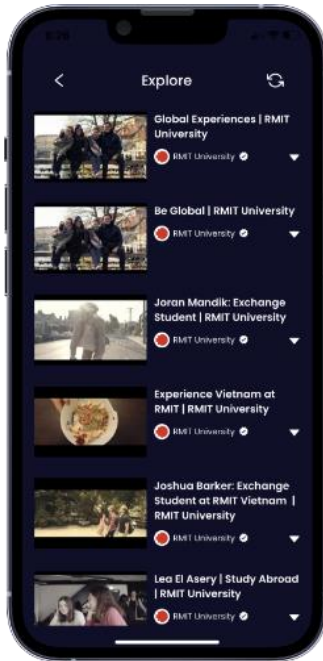 Explore
Global Experiences | RMIT
University
RMIT University
Be Global | RMIT University
RMIT University
Joran Mandik: Exchange
Student | RMIT University
RMIT University
Experience Vietnam at
RMIT | RMIT University
RMIT University
Joshua Barker: Exchange
Student at RMIT Vietnam |
RMIT University
RMIT University
Lea El Asery | Study Abroad
| RMIT University
RMIT University